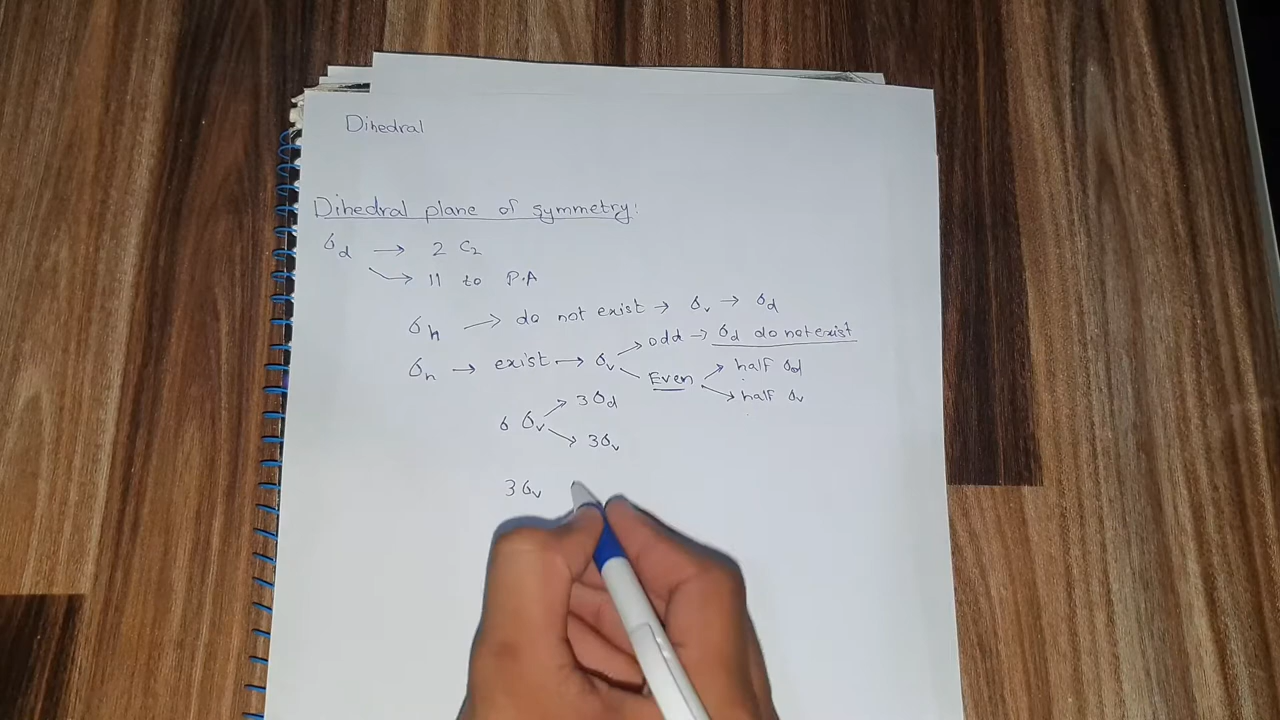 Dihedral
Dihedral plane of symmetry:
σd → 2 C2
→ || to P.A
σh → do not exist → σv → σd
σh → exist → σv → odd → σd do not exist
Even → half σd
→ half σv
6 σv → 3σd
→ 3σv
3σv